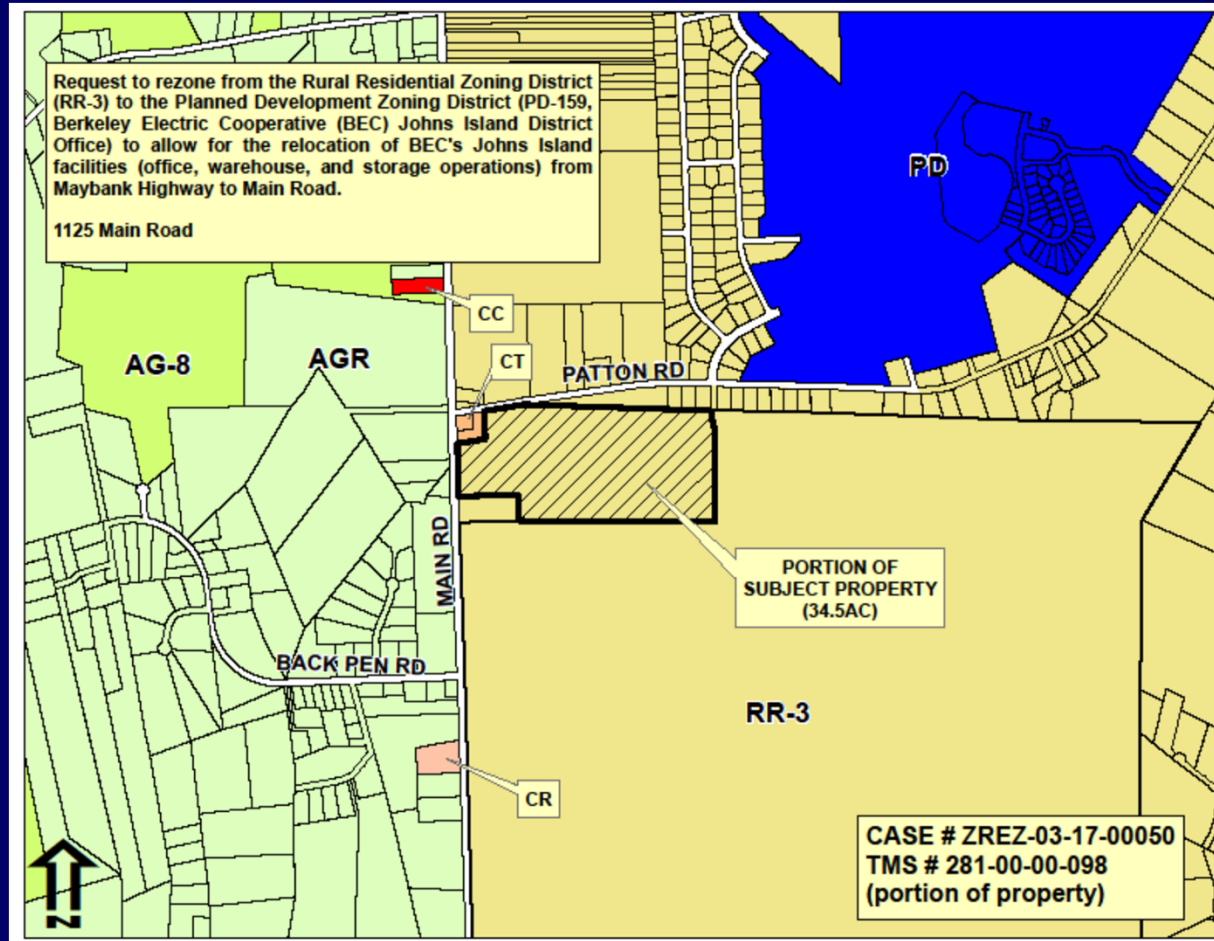 Request to rezone from the Rural Residential Zoning District
(RR-3) to the Planned Development Zoning District (PD-159,
Berkeley Electric Cooperative (BEC) Johns Island District
Office) to allow for the relocation of BEC's Johns Island
facilities (office, warehouse, and storage operations) from
Maybank Highway to Main Road.
1125 Main Road
PD
CC
AG-8
AGR
CT
PATTON RD
MAIN RD
PORTION OF
SUBJECT PROPERTY
(34.5AC)
BACK PEN RD
RR-3
CR
CASE # ZREZ-03-17-00050
TMS # 281-00-00-098
(portion of property)
N